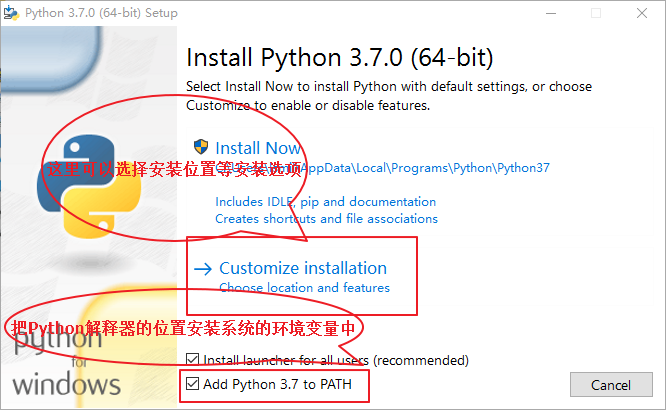 Python 3.7.0 (64-bit) Setup
Install Python 3.7.0 (64-bit)
Select Install Now to install Python with default settings, or choose
Customize to enable or disable features.
Install Now
这里可以选择安装位置等安装选项
AppData\Local\Programs\Python\Python37
Includes IDLE, pip and documentation
Creates shortcuts and file associations
Customize installation
Choose location and features
把Python解释器的位置安装系统的环境变量中
python
for
windows
Install launcher for all users (recommended)
Add Python 3.7 to PATH
Cancel